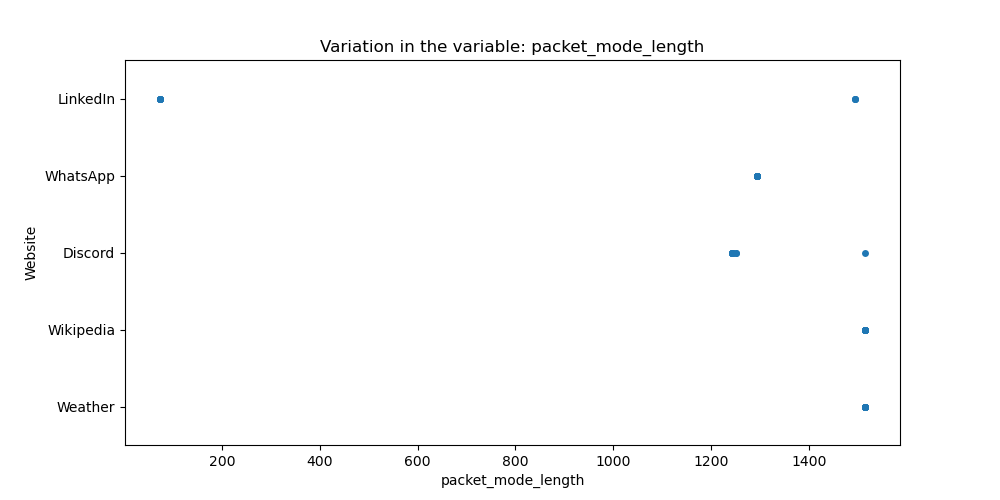 Variation in the variable: packet_mode_length
LinkedIn
WhatsApp
Discord
Wikipedia
Weather
Website
200 400 600 800 1000 1200 1400
packet_mode_length